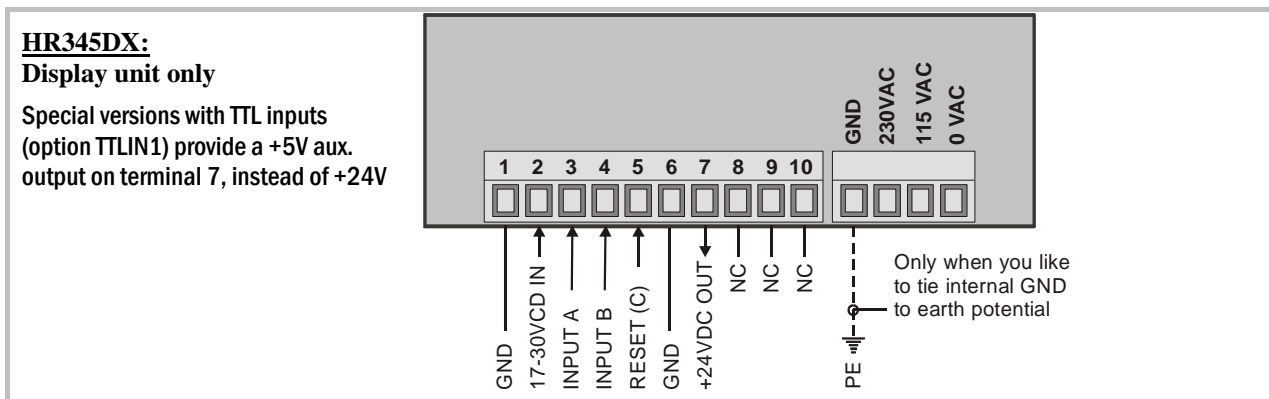 HR345DX:
Display unit only
Special versions with TTL inputs
(option TTLIN1) provide a +5V aux.
output on terminal 7, instead of +24V
GND
230VAC
115 VAC
0 VAC
1 2 3 4 5 6 7 8 9 10
GND
17-30VCD IN
INPUT A
INPUT B
RESET (C)
GND
+24VDC OUT
NC
NC
NC
PE
Only when you like
to tie internal GND
to earth potential